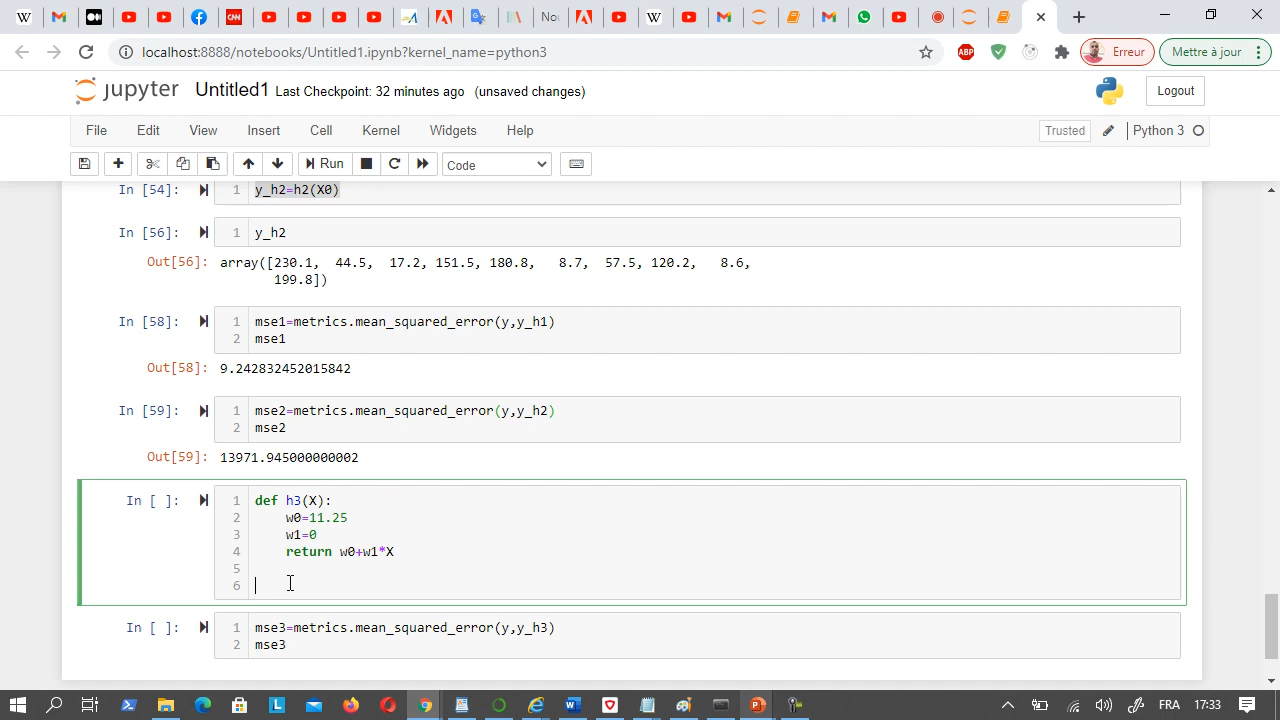 Nov
localhost:8888/notebooks/Untitled1.ipynb?kernel_name=python3
ABP
Erreur
Mettre à jour
jupyter Untitled1 Last Checkpoint: 32 minutes ago (unsaved changes)
Logout
File Edit View Insert Cell Kernel Widgets Help
Trusted
Python 3
Run
Code
In [54]: 1 y_h2=h2(X0)
In [56]: 1 y_h2
Out[56]: array([230.1, 44.5, 17.2, 151.5, 180.8, 8.7, 57.5, 120.2, 8.6,
199.8])
In [58]: 1 mse1=metrics.mean_squared_error(y,y_h1)
2 mse1
Out[58]: 9.242832452015842
In [59]: 1 mse2=metrics.mean_squared_error(y,y_h2)
2 mse2
Out[59]: 13971.945000000002
In [ ]: 1 def h3(X):
2 w0=11.25
3 w1=0
4 return w0+w1*X
5
6
In [ ]: 1 mse3=metrics.mean_squared_error(y,y_h3)
2 mse3
FRA 17:33